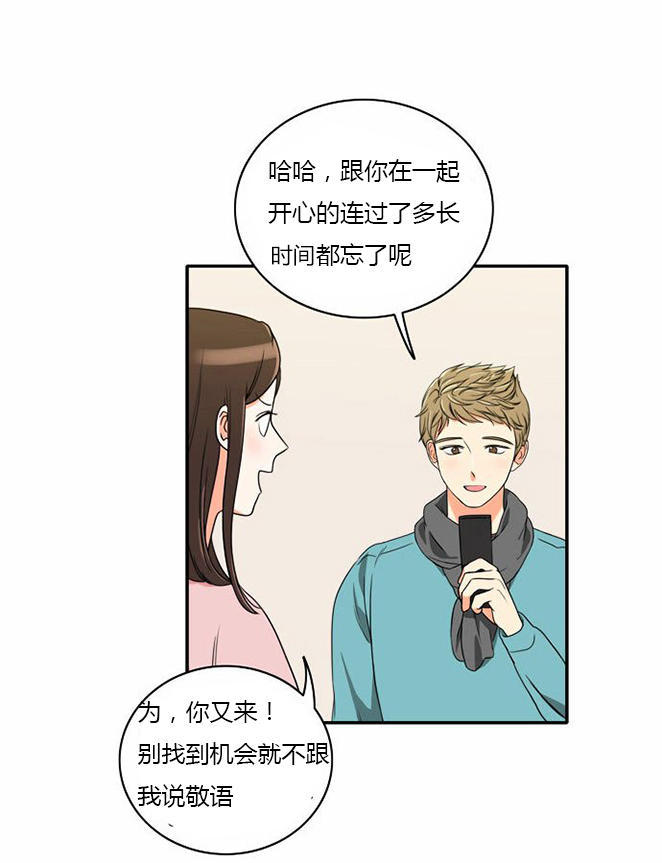 哈哈，跟你在一起
开心的连过了多长
时间都忘了呢
为，你又来！
别找到机会就不跟
我说敬语